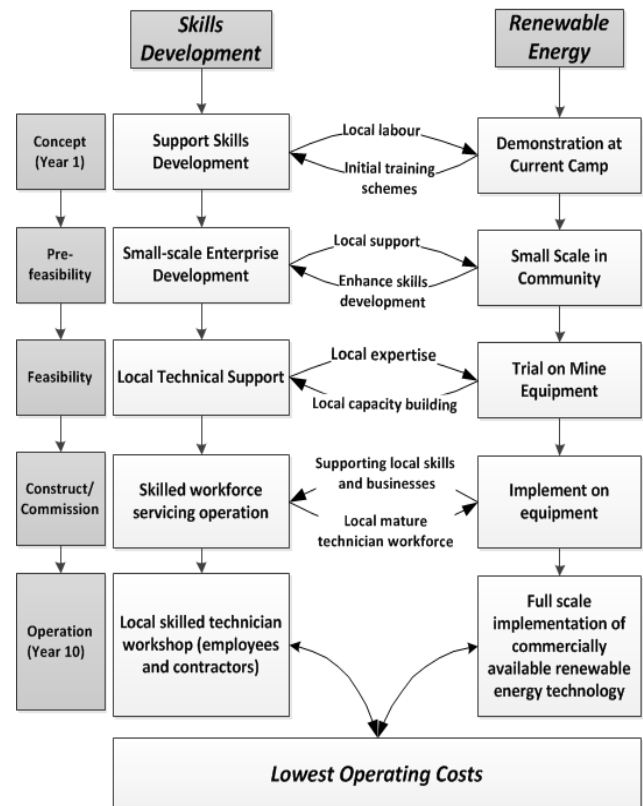 Skills
Development
Renewable
Energy
Concept
(Year 1)
Support Skills
Development
Local labour
Initial training
schemes
Demonstration at
Current Camp
Pre-
feasibility
Small-scale Enterprise
Development
Local support
Enhance skills
development
Small Scale in
Community
Feasibility
Local Technical Support
Local expertise
Local capacity building
Trial on Mine
Equipment
Construct/
Commission
Skilled workforce
servicing operation
Supporting local skills
and businesses
Local mature
technician workforce
Implement on
equipment
Operation
(Year 10)
Local skilled technician
workshop (employees
and contractors)
Full scale
implementation of
commercially
available renewable
energy technology
Lowest Operating Costs